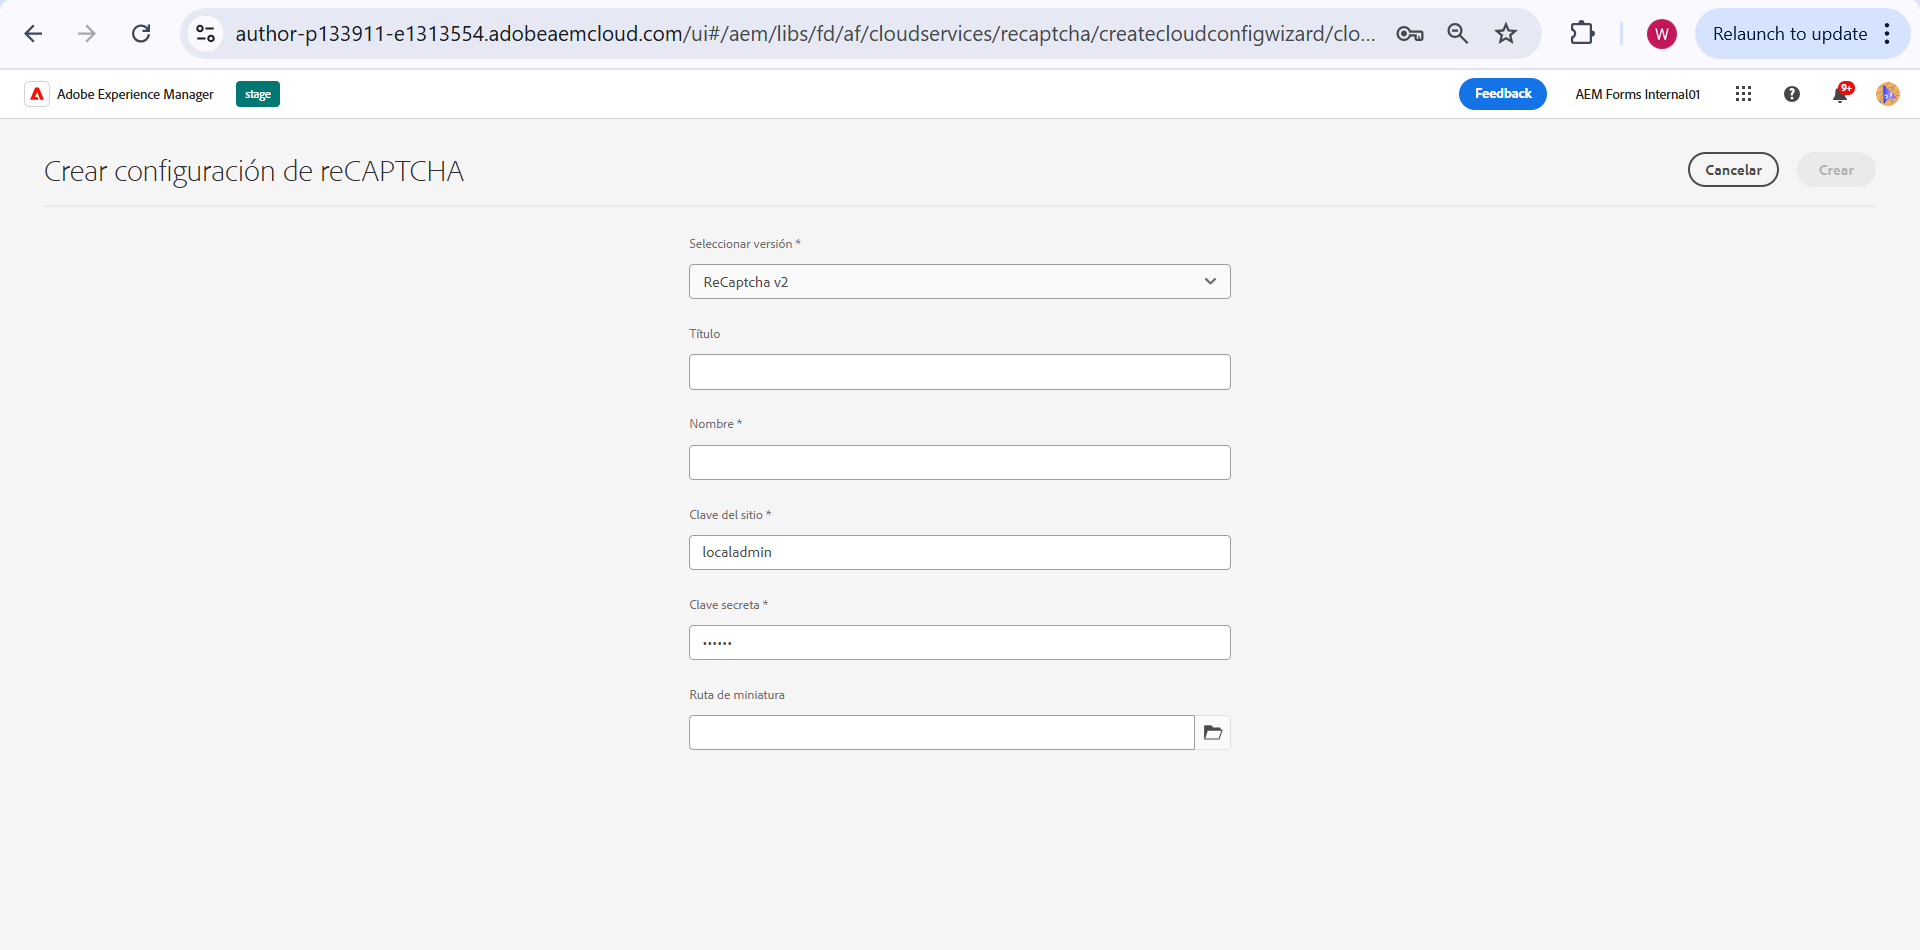 author-p133911-e1313554.adobeaemcloud.com/ui#/aem/libs/fd/af/cloudservices/recaptcha/createcloudconfigwizard/clo...
W
Relaunch to update
Adobe Experience Manager
stage
Feedback
AEM Forms Internal01
9+
Crear configuración de reCAPTCHA
Cancelar
Crear
Seleccionar versión *
ReCaptcha v2
Título
Nombre *
Clave del sitio *
localadmin
Clave secreta *
••••••
Ruta de miniatura